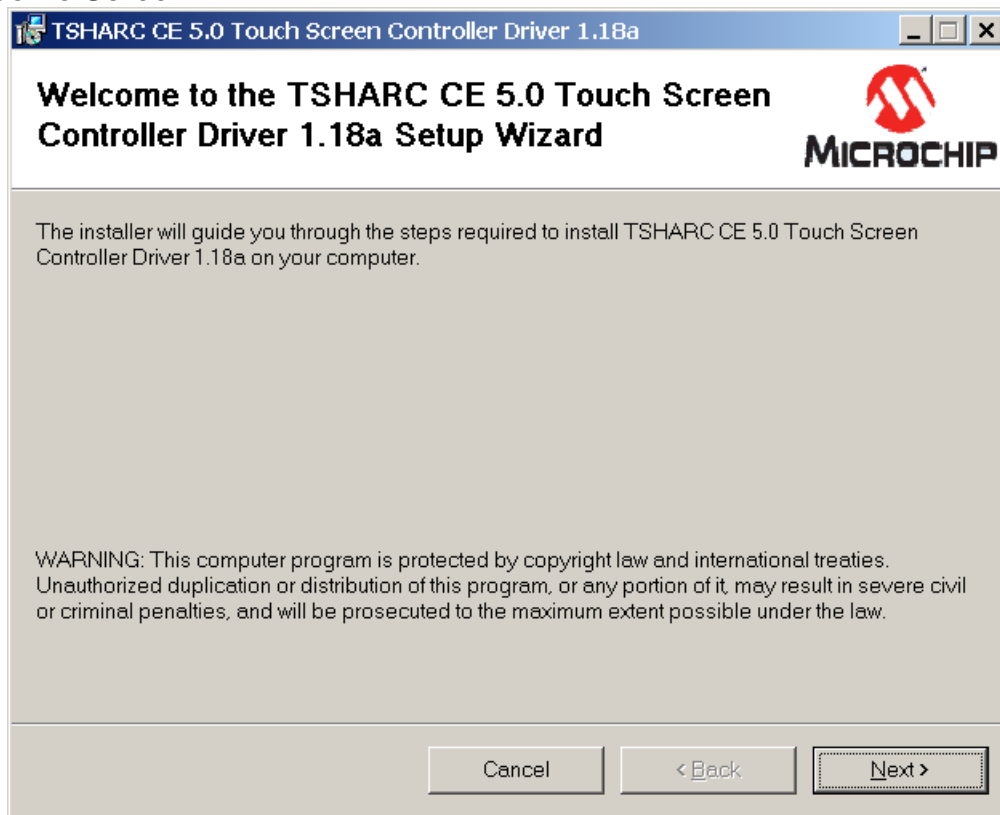 TSHARC CE 5.0 Touch Screen Controller Driver 1.18a
Welcome to the TSHARC CE 5.0 Touch Screen
Controller Driver 1.18a Setup Wizard
MICROCHIP
The installer will guide you through the steps required to install TSHARC CE 5.0 Touch Screen
Controller Driver 1.18a on your computer.
WARNING: This computer program is protected by copyright law and international treaties.
Unauthorized duplication or distribution of this program, or any portion of it, may result in severe civil
or criminal penalties, and will be prosecuted to the maximum extent possible under the law.
Cancel
< Back
Next >